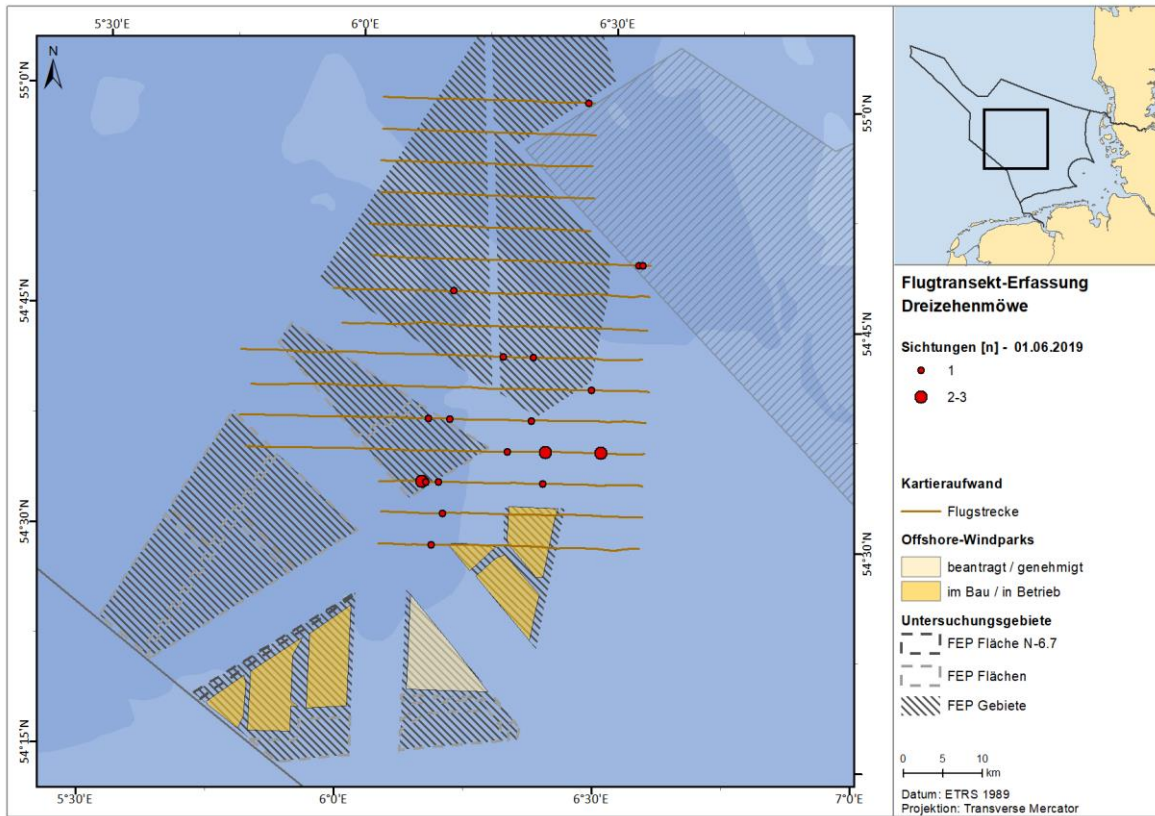 5°30'E
6°0'E
6°30'E
N
55°0'N
55°0'N
54°45'N
54°45'N
54°30'N
54°30'N
54°15'N
5°30'E
6°0'E
6°30'E
7°0'E
Flugtransekt-Erfassung
Dreizehenmöwe
Sichtungen [n] - 01.06.2019
1
2-3
Kartieraufwand
Flugstrecke
Offshore-Windparks
beantragt / genehmigt
im Bau / in Betrieb
Untersuchungsgebiete
FEP Fläche N-6.7
FEP Flächen
FEP Gebiete
0 5 10
km
Datum: ETRS 1989
Projektion: Transverse Mercator